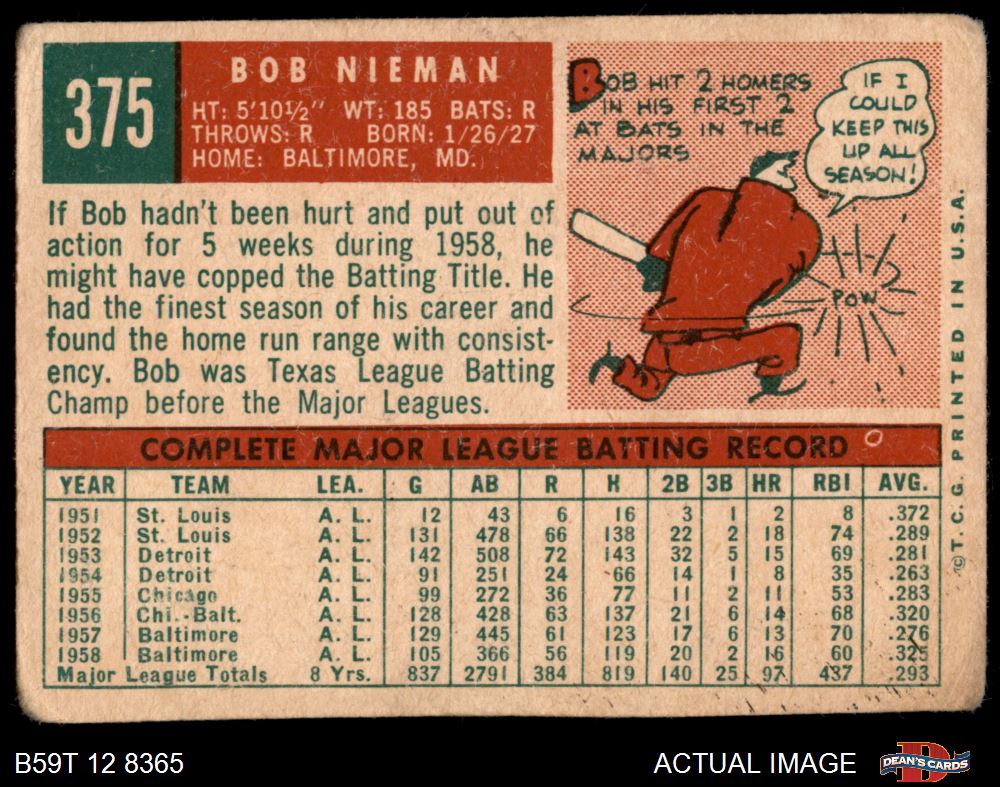 375
BOB NIEMAN
HT: 5'10½" WT: 185 BATS: R
THROWS: R BORN: 1/26/27
HOME: BALTIMORE, MD.
If Bob hadn't been hurt and put out of
action for 5 weeks during 1958, he
might have copped the Batting Title. He
had the finest season of his career and
found the home run range with consist-
ency. Bob was Texas League Batting
Champ before the Major Leagues.
BOB HIT 2 HOMERS
IN HIS FIRST 2
AT BATS IN THE
MAJORS
IF I
COULD
KEEP THIS
UP ALL
SEASON!
POW
COMPLETE MAJOR LEAGUE BATTING RECORD
YEAR TEAM LEA. G AB R H 2B 3B HR RBI AVG.
1951 St. Louis A. L. 12 43 6 16 3 1 2 8 .372
1952 St. Louis A. L. 131 478 66 138 22 2 18 74 .289
1953 Detroit A. L. 142 508 72 143 32 5 15 69 .281
1954 Detroit A. L. 91 251 24 66 14 1 8 35 .263
1955 Chicago A. L. 99 272 36 77 11 2 11 53 .283
1956 Chi.-Balt. A. L. 128 428 63 137 21 6 14 68 .320
1957 Baltimore A. L. 129 445 61 123 17 6 13 70 .276
1958 Baltimore A. L. 105 366 56 119 20 2 16 60 .325
Major League Totals 8 Yrs. 837 2791 384 819 140 25 97 437 .293
© T. C. G. PRINTED IN U.S.A.
B59T 12 8365
ACTUAL IMAGE
D
DEAN'S CARDS